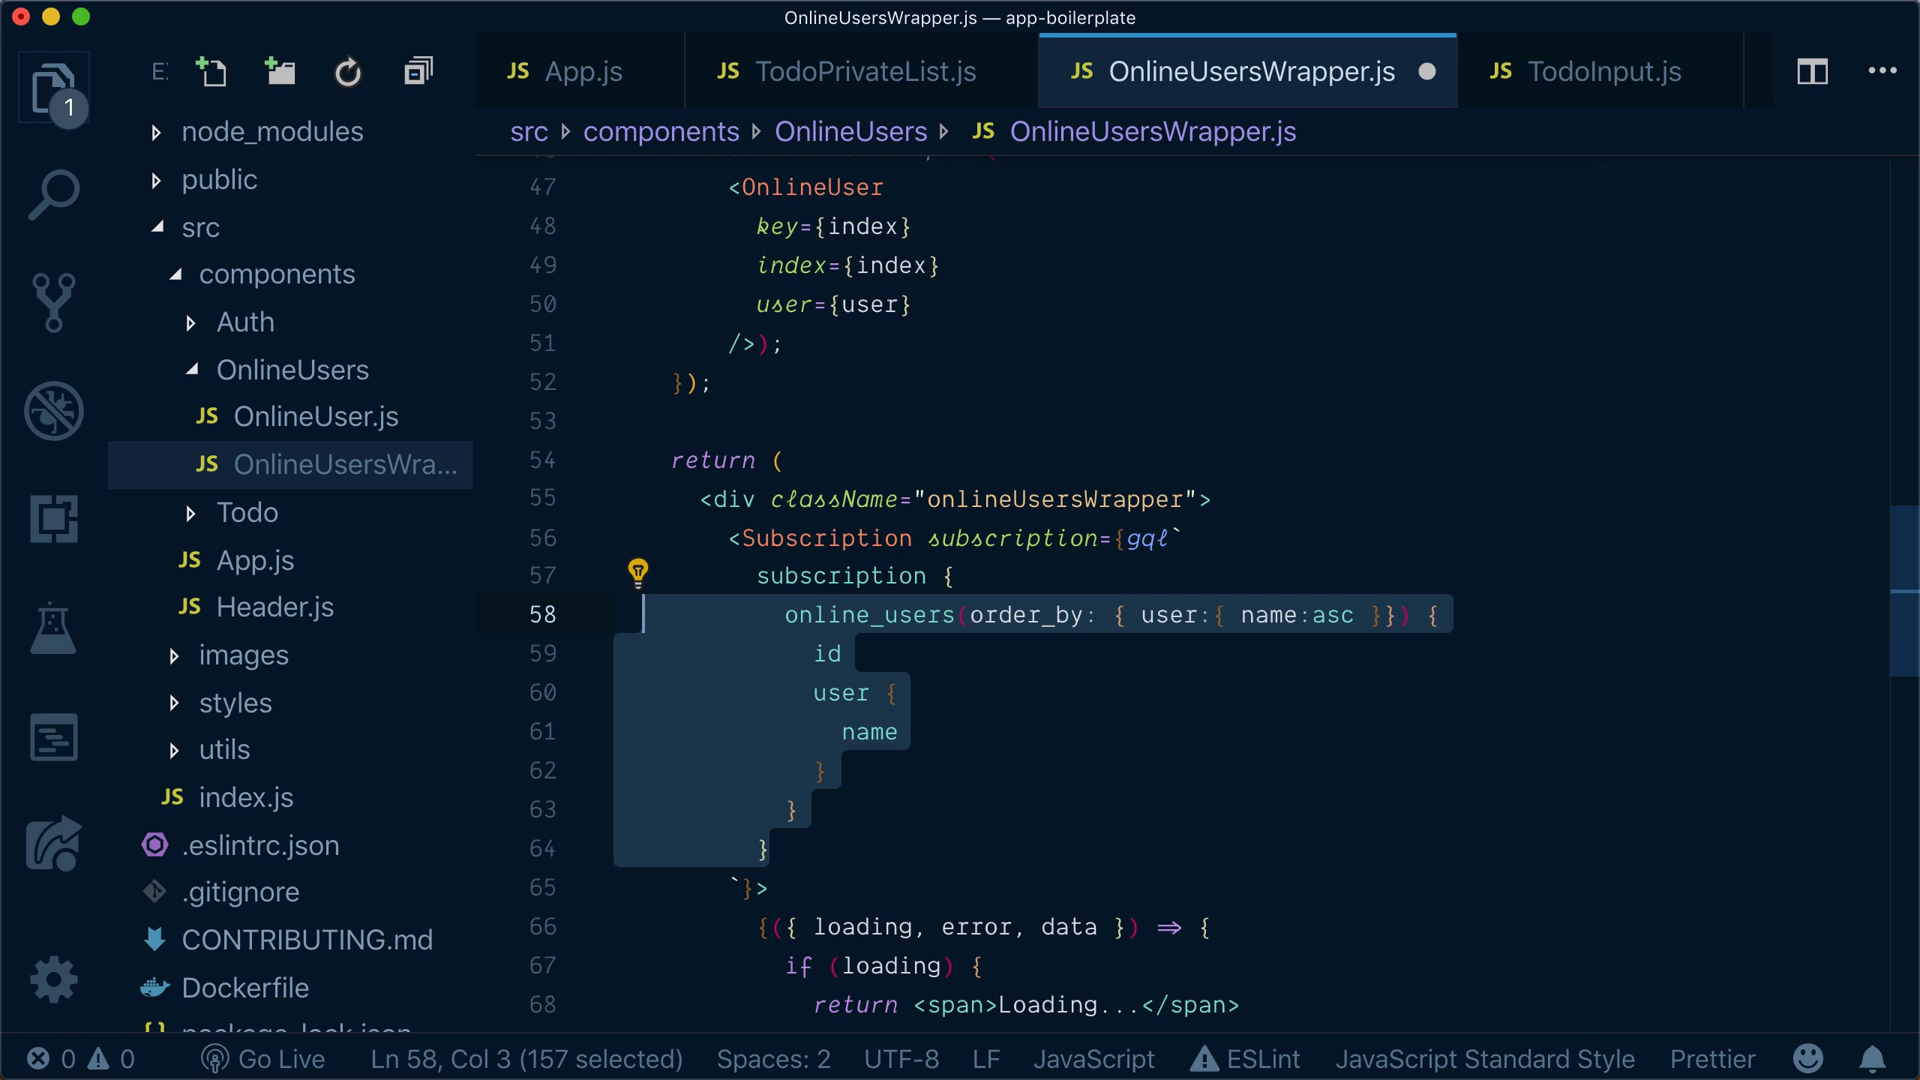 OnlineUsersWrapper.js — app-boilerplate
E:
JS App.js
JS TodoPrivateList.js
JS OnlineUsersWrapper.js
JS TodoInput.js
1
src components OnlineUsers JS OnlineUsersWrapper.js
node_modules
public
src
components
Auth
OnlineUsers
JS OnlineUser.js
JS OnlineUsersWra...
Todo
JS App.js
JS Header.js
images
styles
utils
JS index.js
.eslintrc.json
.gitignore
CONTRIBUTING.md
Dockerfile
package-lock.json
47 <OnlineUser
48 key={index}
49 index={index}
50 user={user}
51 />);
52 });
53
54 return (
55 <div className="onlineUsersWrapper">
56 <Subscription subscription={gql`
57 subscription {
58 online_users(order_by: { user:{ name:asc }}) {
59 id
60 user {
61 name
62 }
63 }
64 }
65 `}>
66 {({ loading, error, data }) => {
67 if (loading) {
68 return <span>Loading...</span>
0 0 Go Live Ln 58, Col 3 (157 selected) Spaces: 2 UTF-8 LF JavaScript ESLint JavaScript Standard Style Prettier